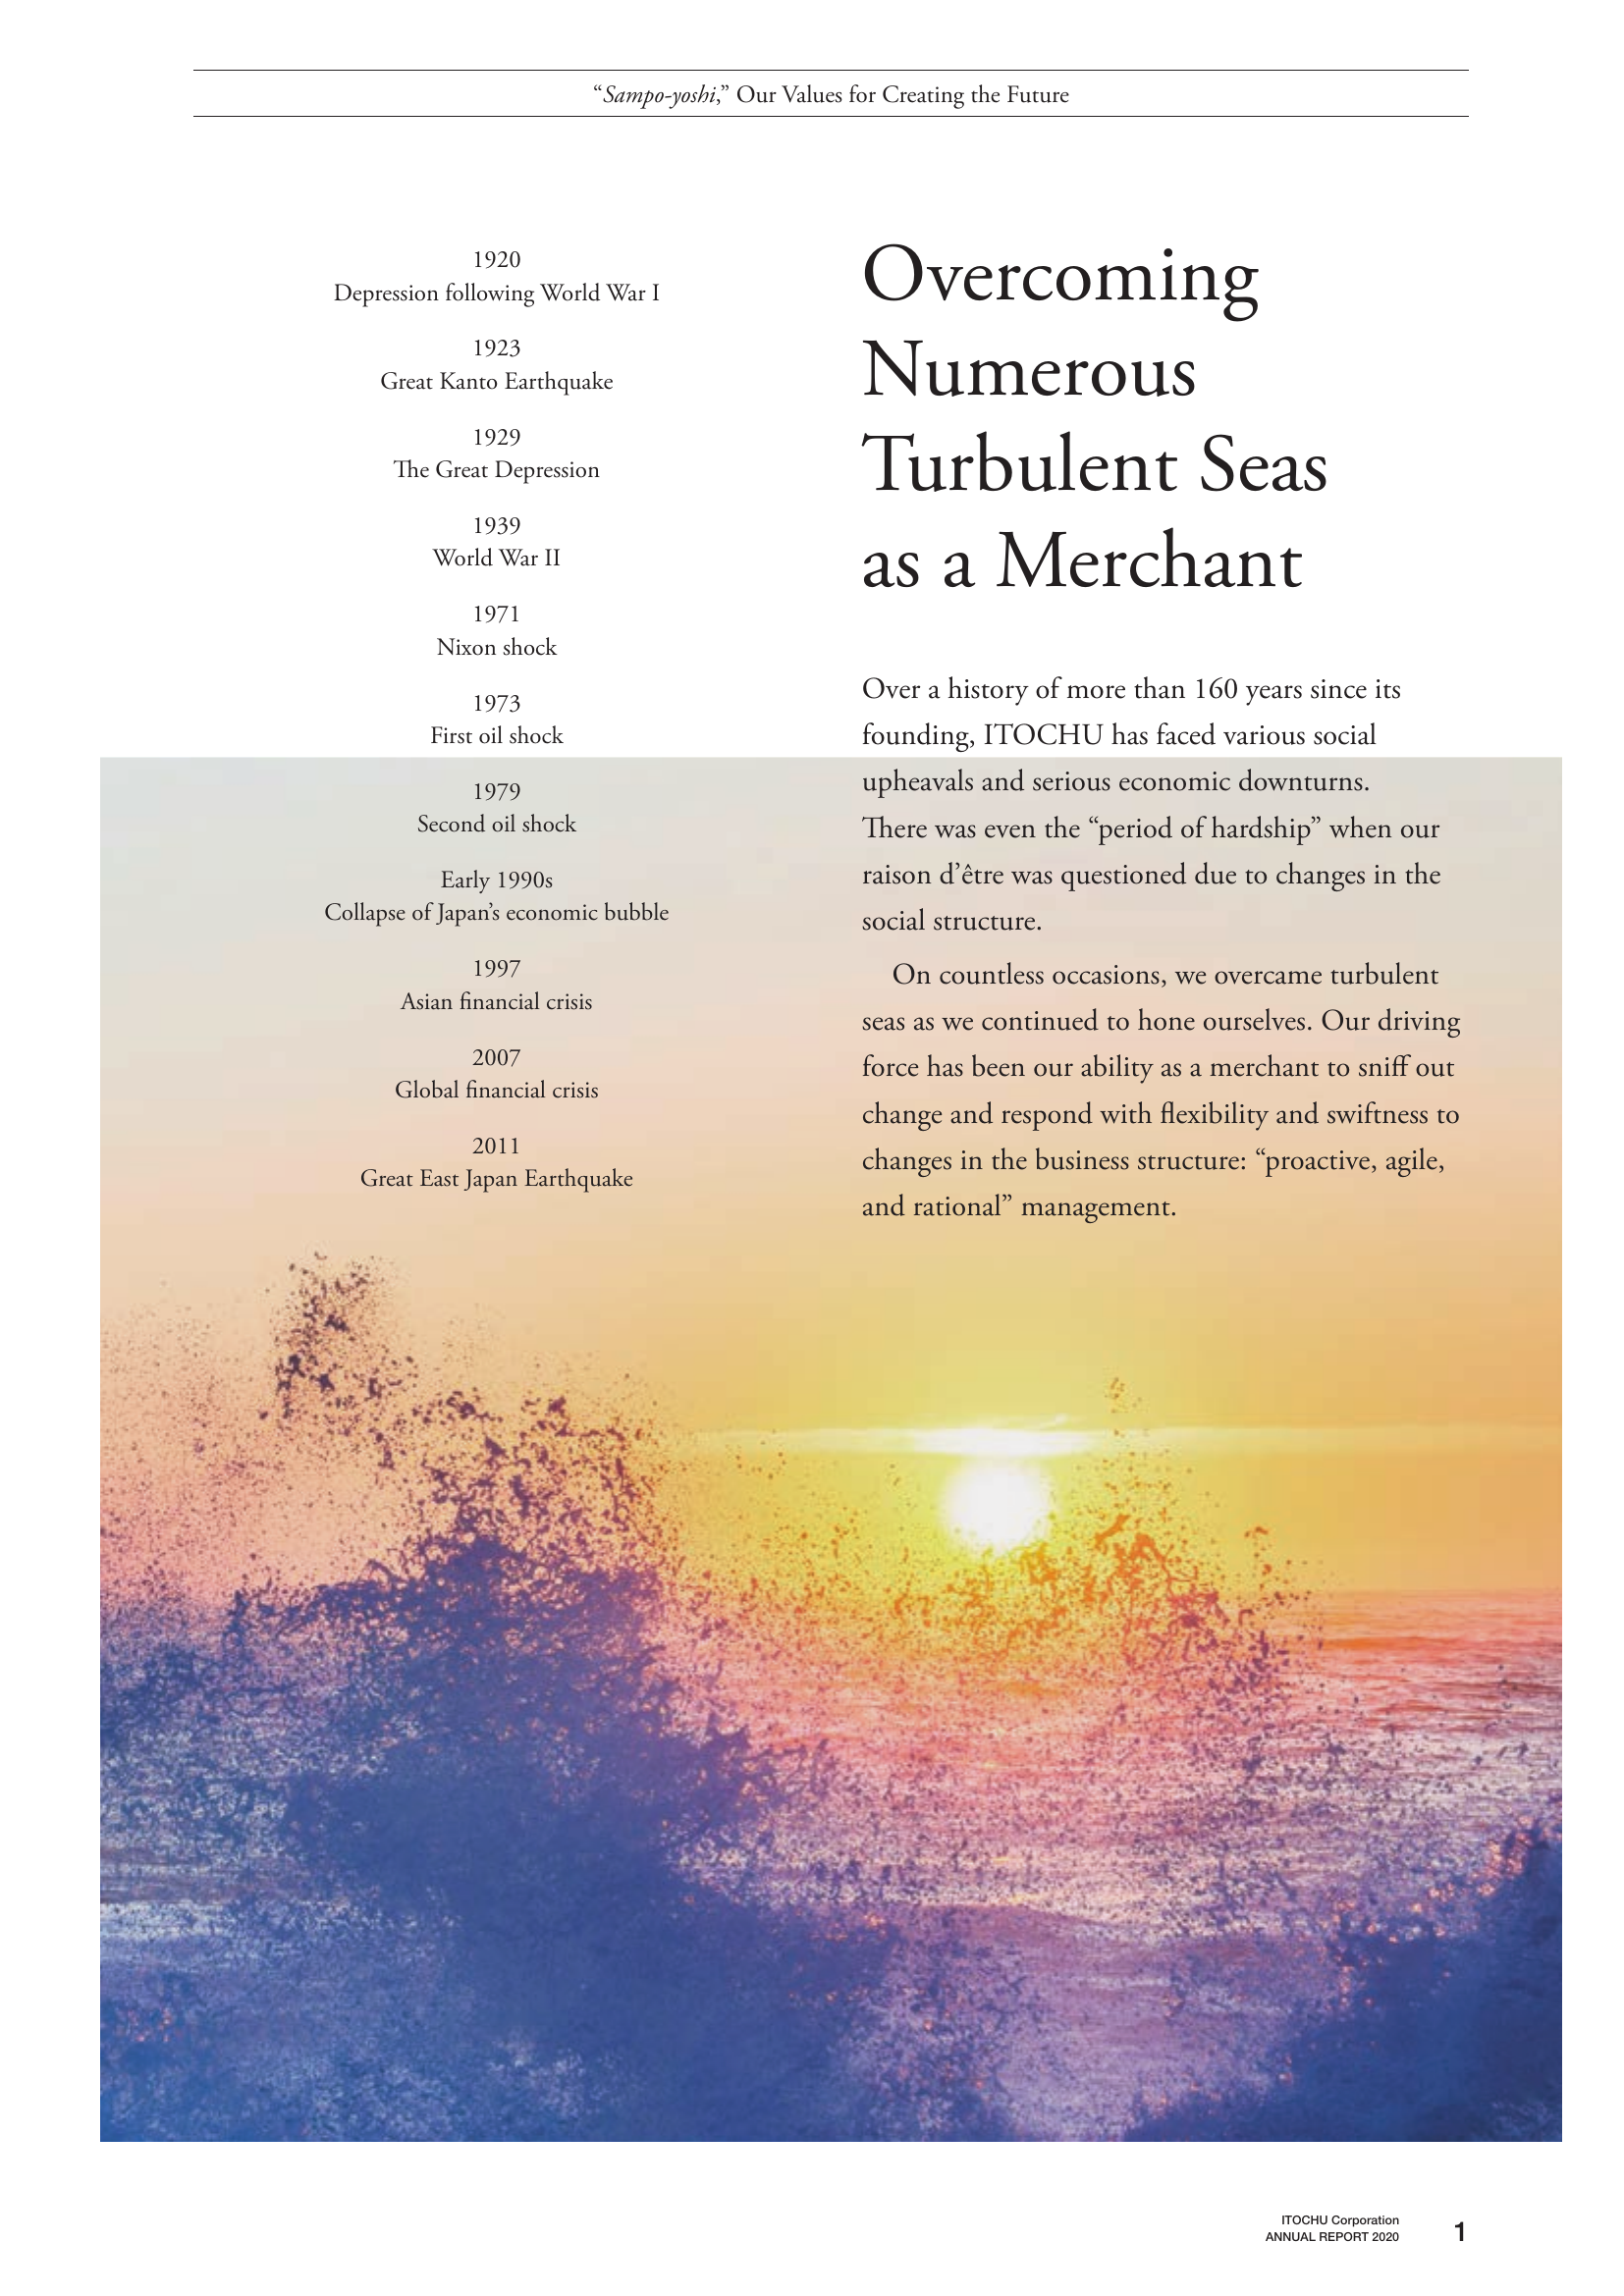 “Sampo-yoshi,” Our Values for Creating the Future
1920
Depression following World War I
1923
Great Kanto Earthquake
1929
The Great Depression
1939
World War II
1971
Nixon shock
1973
First oil shock
1979
Second oil shock
Early 1990s
Collapse of Japan’s economic bubble
1997
Asian financial crisis
2007
Global financial crisis
2011
Great East Japan Earthquake
Overcoming
Numerous
Turbulent Seas
as a Merchant
Over a history of more than 160 years since its
founding, ITOCHU has faced various social
upheavals and serious economic downturns.
There was even the “period of hardship” when our
raison d’être was questioned due to changes in the
social structure.
On countless occasions, we overcame turbulent
seas as we continued to hone ourselves. Our driving
force has been our ability as a merchant to sniff out
change and respond with flexibility and swiftness to
changes in the business structure: “proactive, agile,
and rational” management.
ITOCHU Corporation
ANNUAL REPORT 2020
1